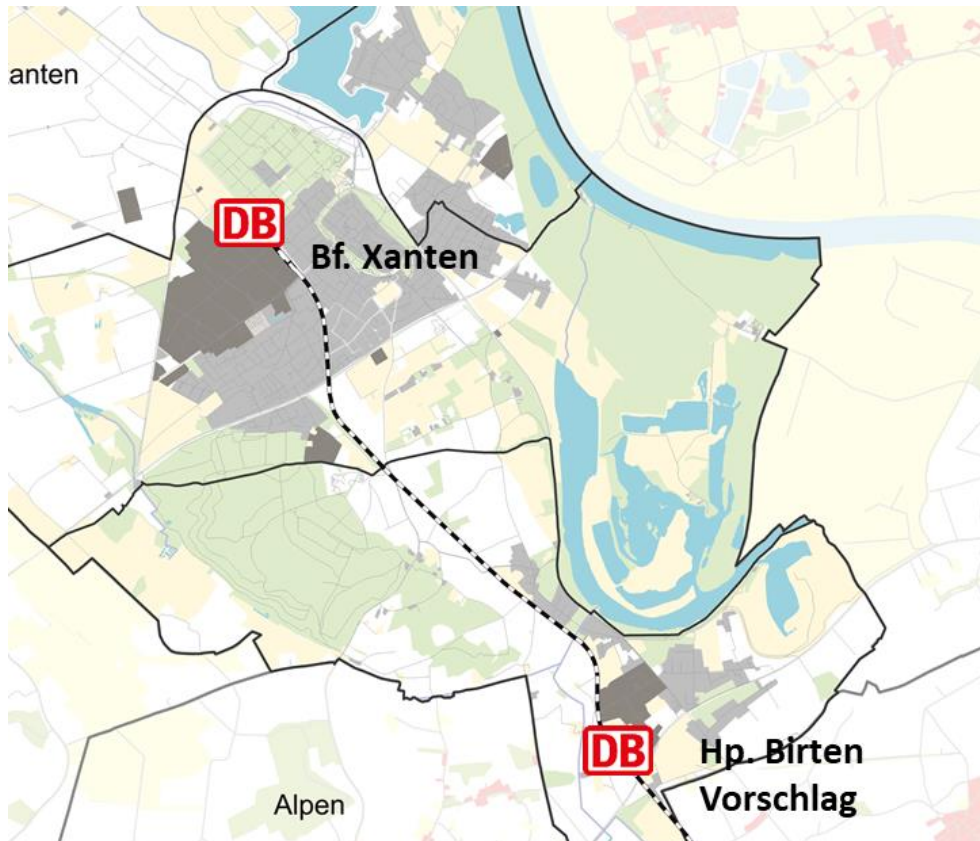 anten
DB
Bf. Xanten
DB
Hp. Birten
Vorschlag
Alpen